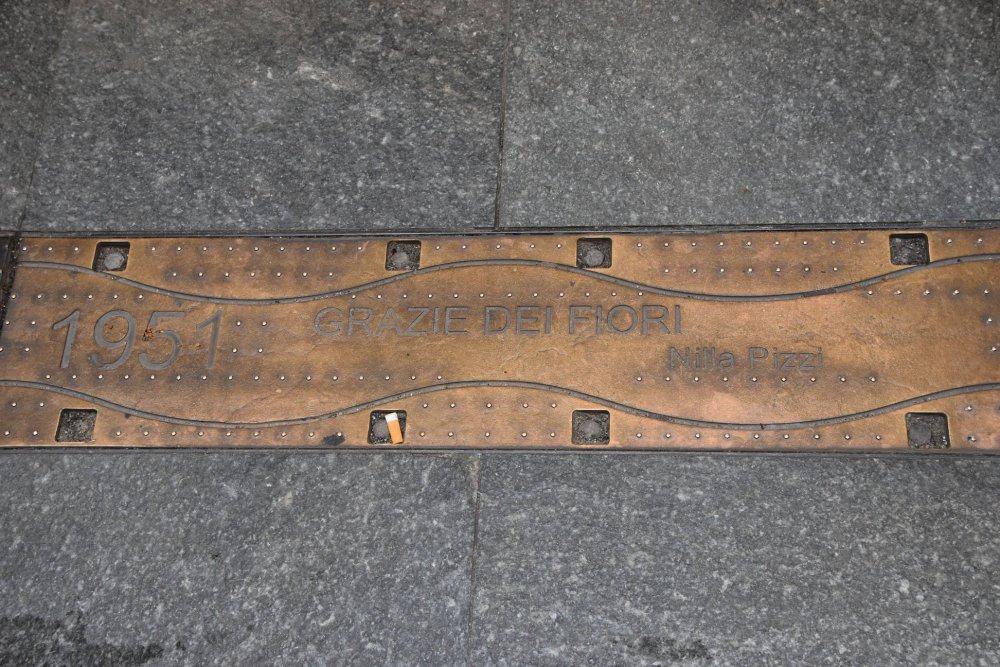 1951 GRAZIE DEI FIORI
Nilla Pizzi